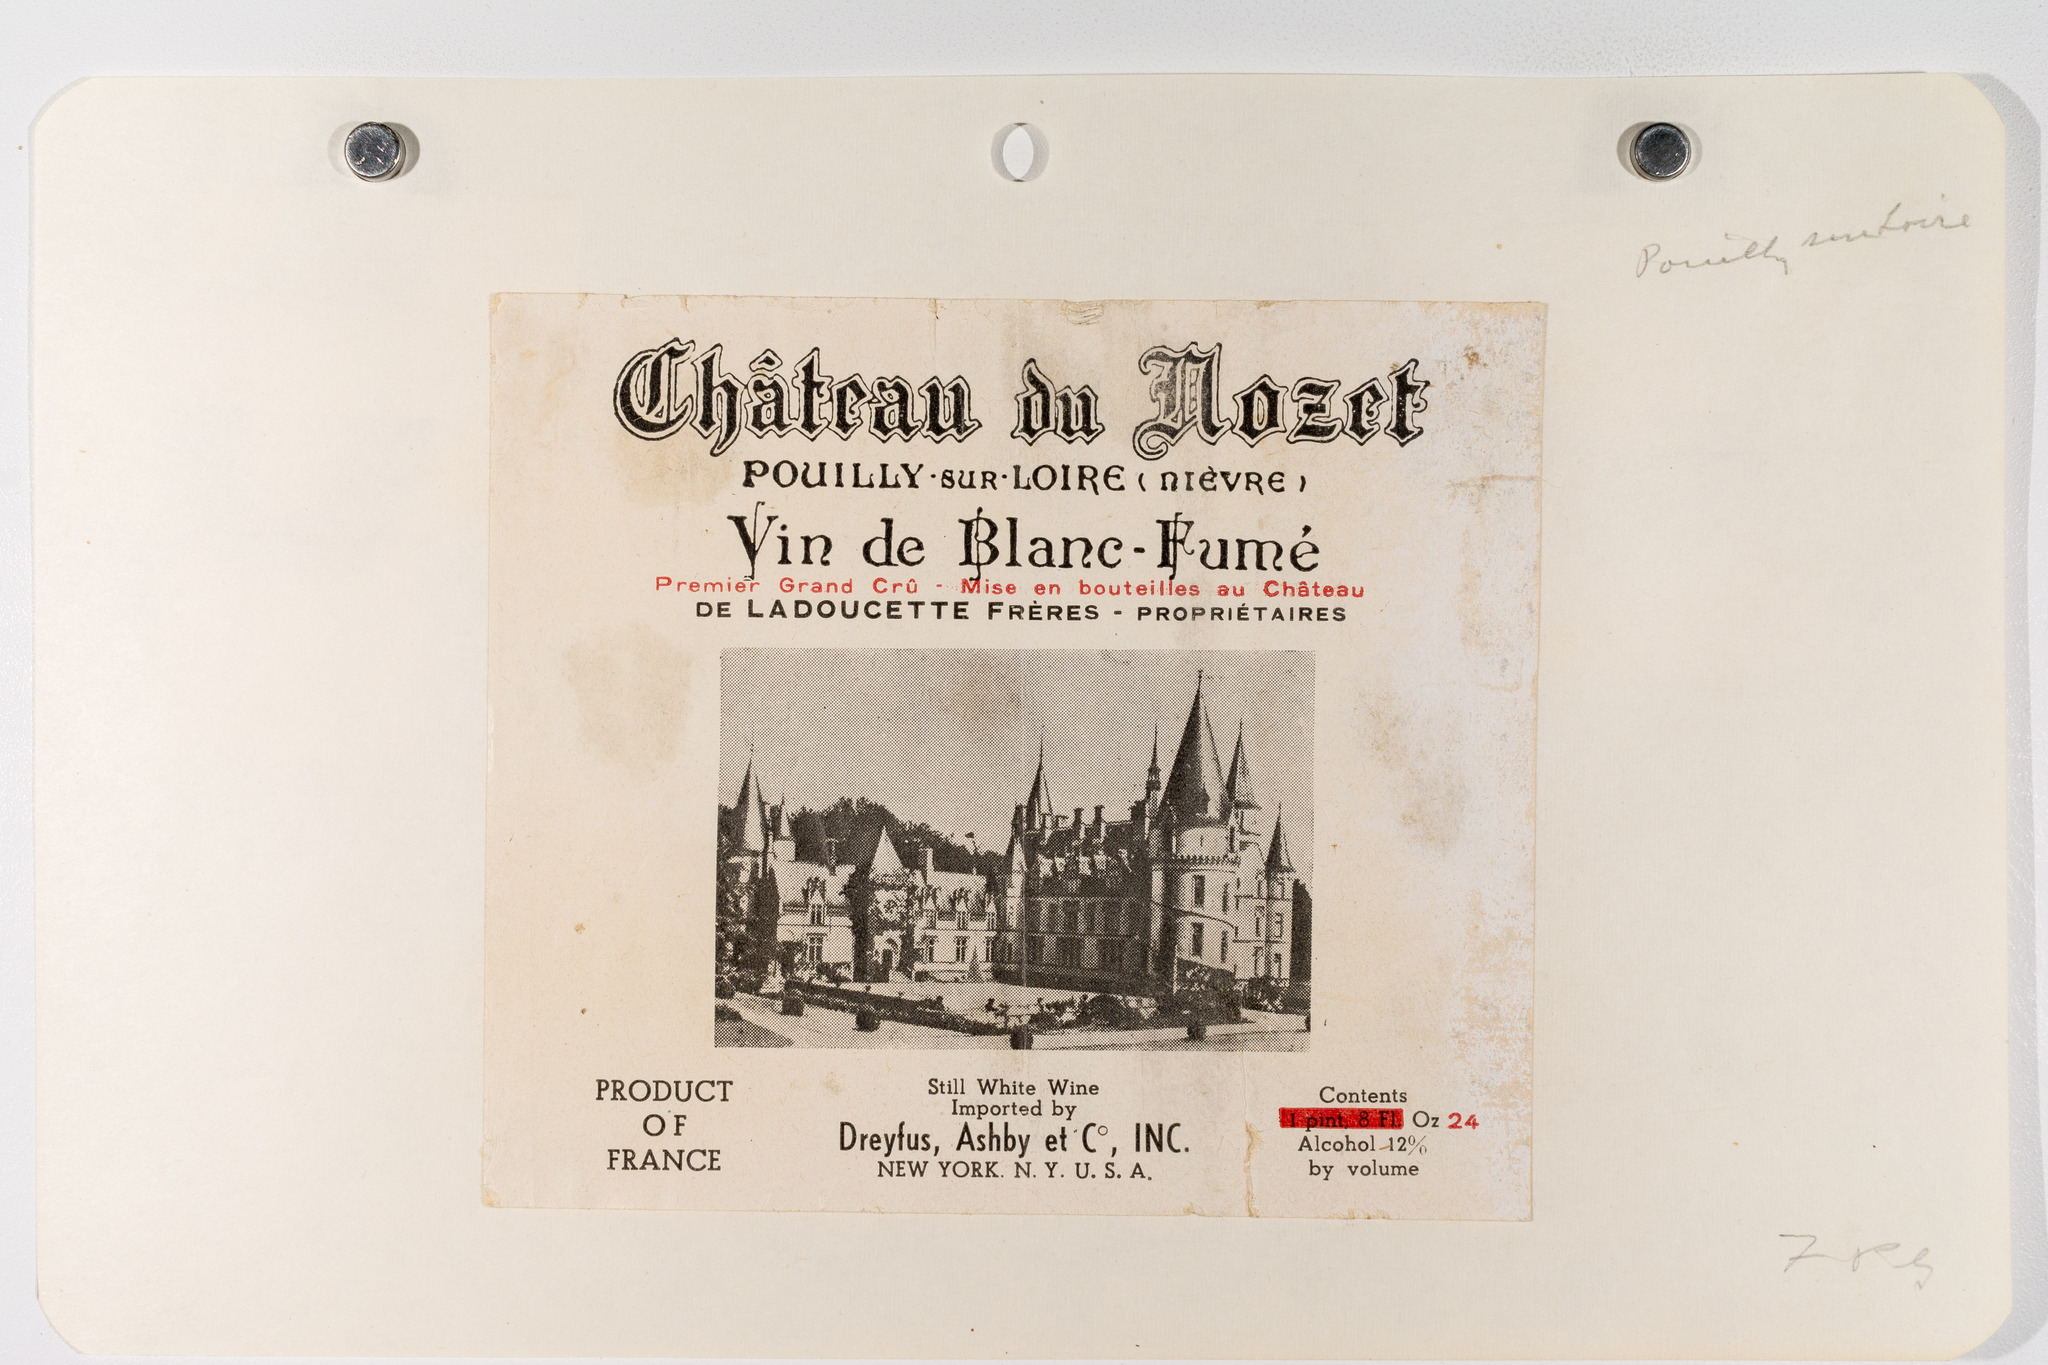 Pouilly sur Loire
Château du Nozet
POUILLY·SUR·LOIRE (NIÈVRE)
Vin de Blanc-Fumé
Premier Grand Crû - Mise en bouteilles au Château
DE LADOUCETTE FRÈRES - PROPRIÉTAIRES
PRODUCT
OF
FRANCE
Still White Wine
Imported by
Dreyfus, Ashby et Cº, INC.
NEW YORK. N. Y. U. S. A.
Contents
1 pint, 8 Fl. Oz 24
Alcohol 12%
by volume